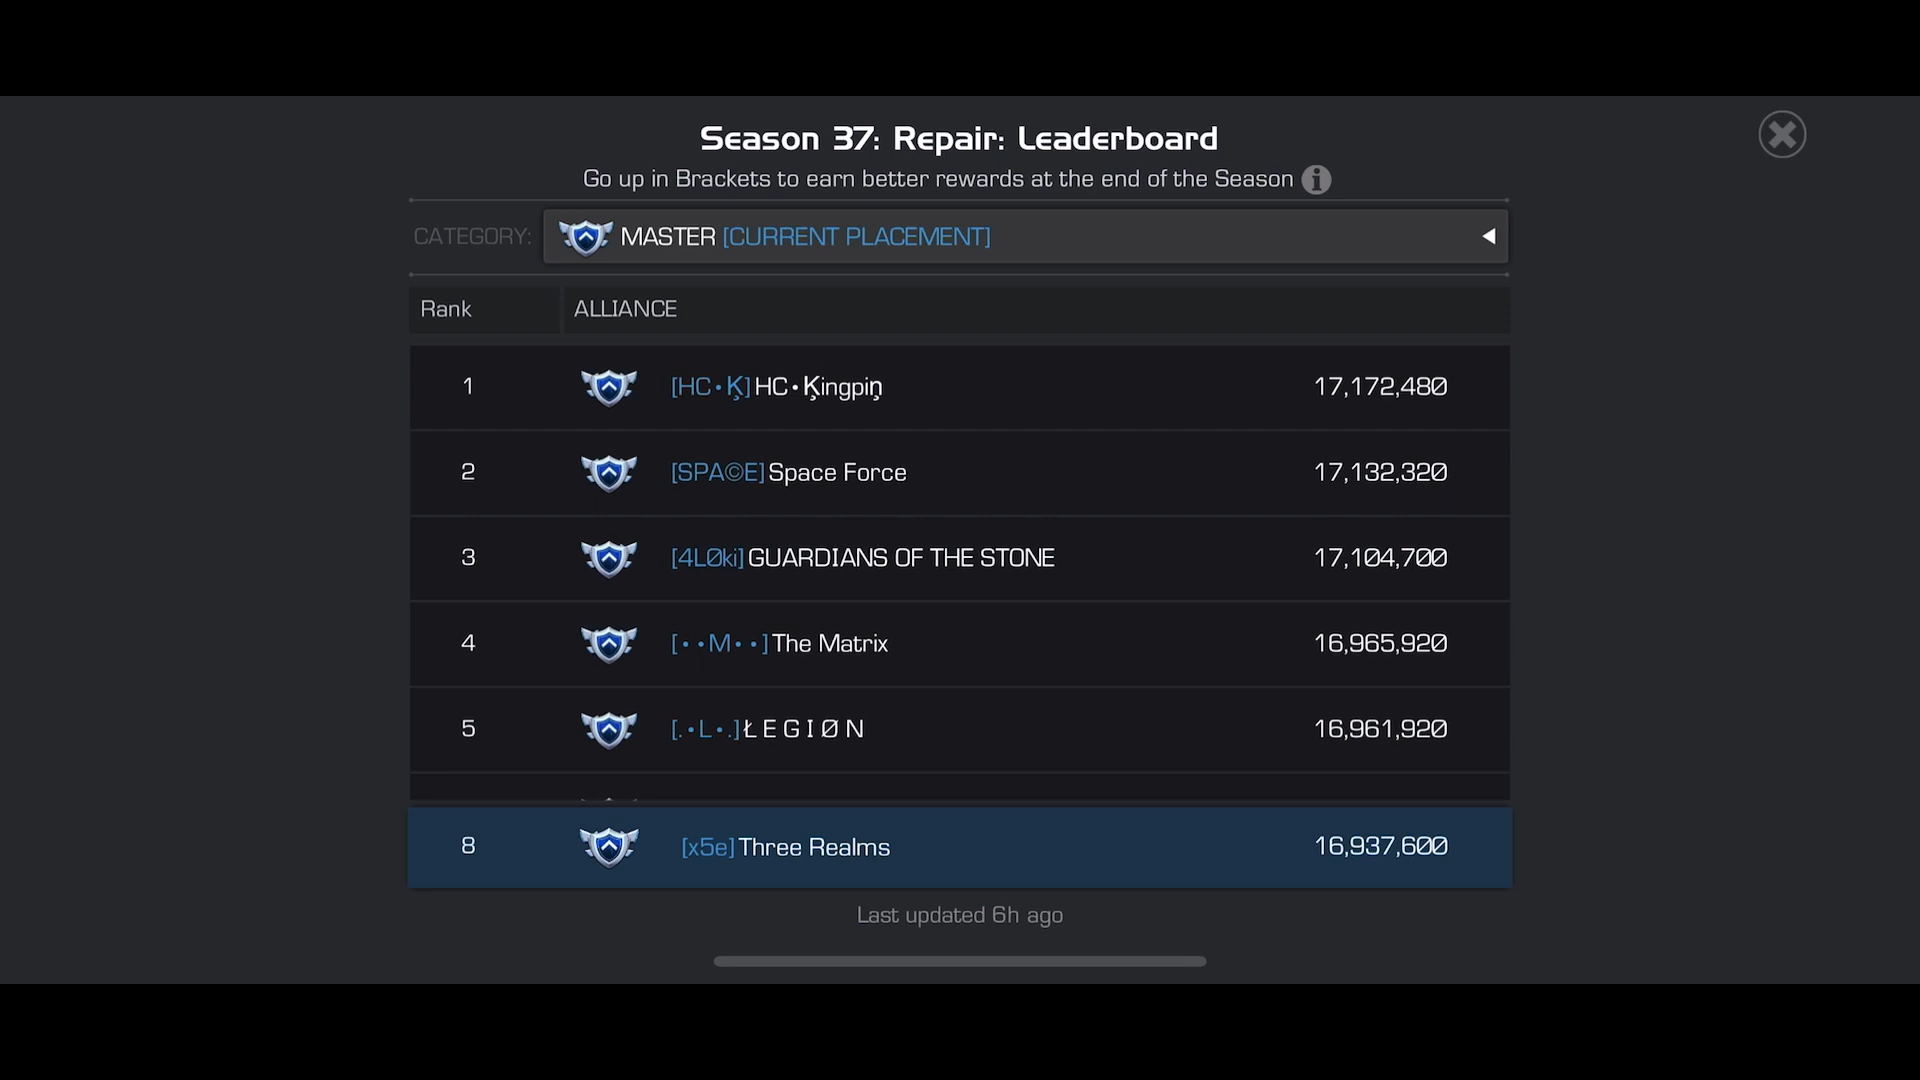 Season 37: Repair: Leaderboard
Go up in Brackets to earn better rewards at the end of the Season
CATEGORY: MASTER [CURRENT PLACEMENT]
Rank ALLIANCE
1 [HC•Ķ] HC•Ķingpiņ 17,172,480
2 [SPA©E] Space Force 17,132,320
3 [4LØki] GUARDIANS OF THE STONE 17,104,700
4 [••M••] The Matrix 16,965,920
5 [.•L•.] Ł E G I Ø N 16,961,920
8 [x5e] Three Realms 16,937,600
Last updated 6h ago